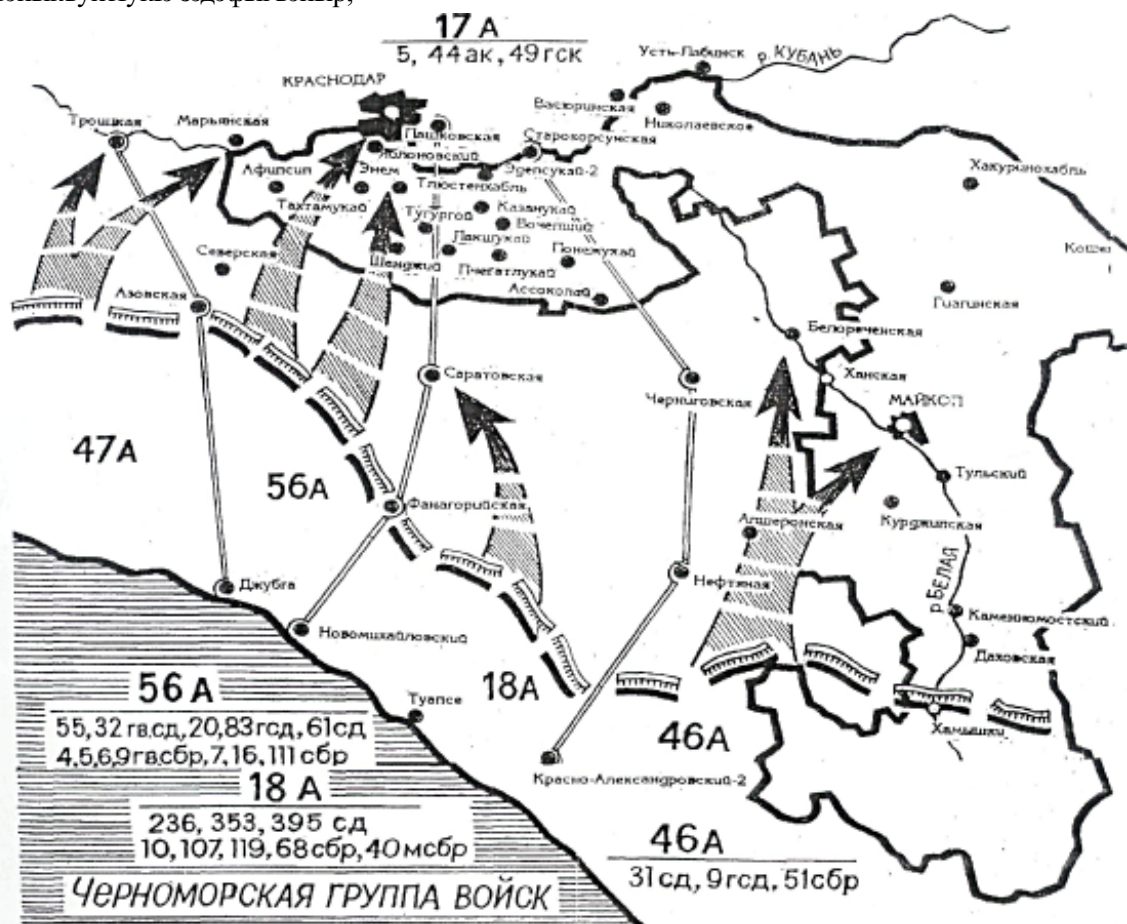 17 А
5, 44 ак, 49 гск
Усть-Лабинск
р. КУБАНЬ
КРАСНОДАР
Васюринская
Николаевское
Троцкая
Марьянская
Пашковская
Старокорсунская
Яблоновский
Эдепсукай-2
Хакуринохабль
Афипсип
Энем
Тлюстенхабль
Тахтамукай
Казанукай
Тугургой
Вочепший
Северская
Лакшукай
Понежукай
Коше
Шенджий
Пчегатлукай
Ассоколай
Гиагинская
Азовская
Белореченская
Саратовская
Ханская
Черниговская
МАЙКОП
47А
56А
Тульский
Фанагорийская
Апшеронская
Курджипская
Джубга
Нефтяная
р. БЕЛАЯ
Каменномостский
Новомихайловский
Даховская
18А
56 А
55, 32 гв.сд, 20, 83 гсд, 61 сд
4,5,6,9 гв.сбр, 7, 16, 111 сбр
Туапсе
46А
Хамышки
Красно-Александровский-2
18 А
236, 353, 395 сд
10, 107, 119, 68 сбр, 40 мсбр
46А
31 сд, 9 гсд, 51 сбр
ЧЕРНОМОРСКАЯ ГРУППА ВОЙСК